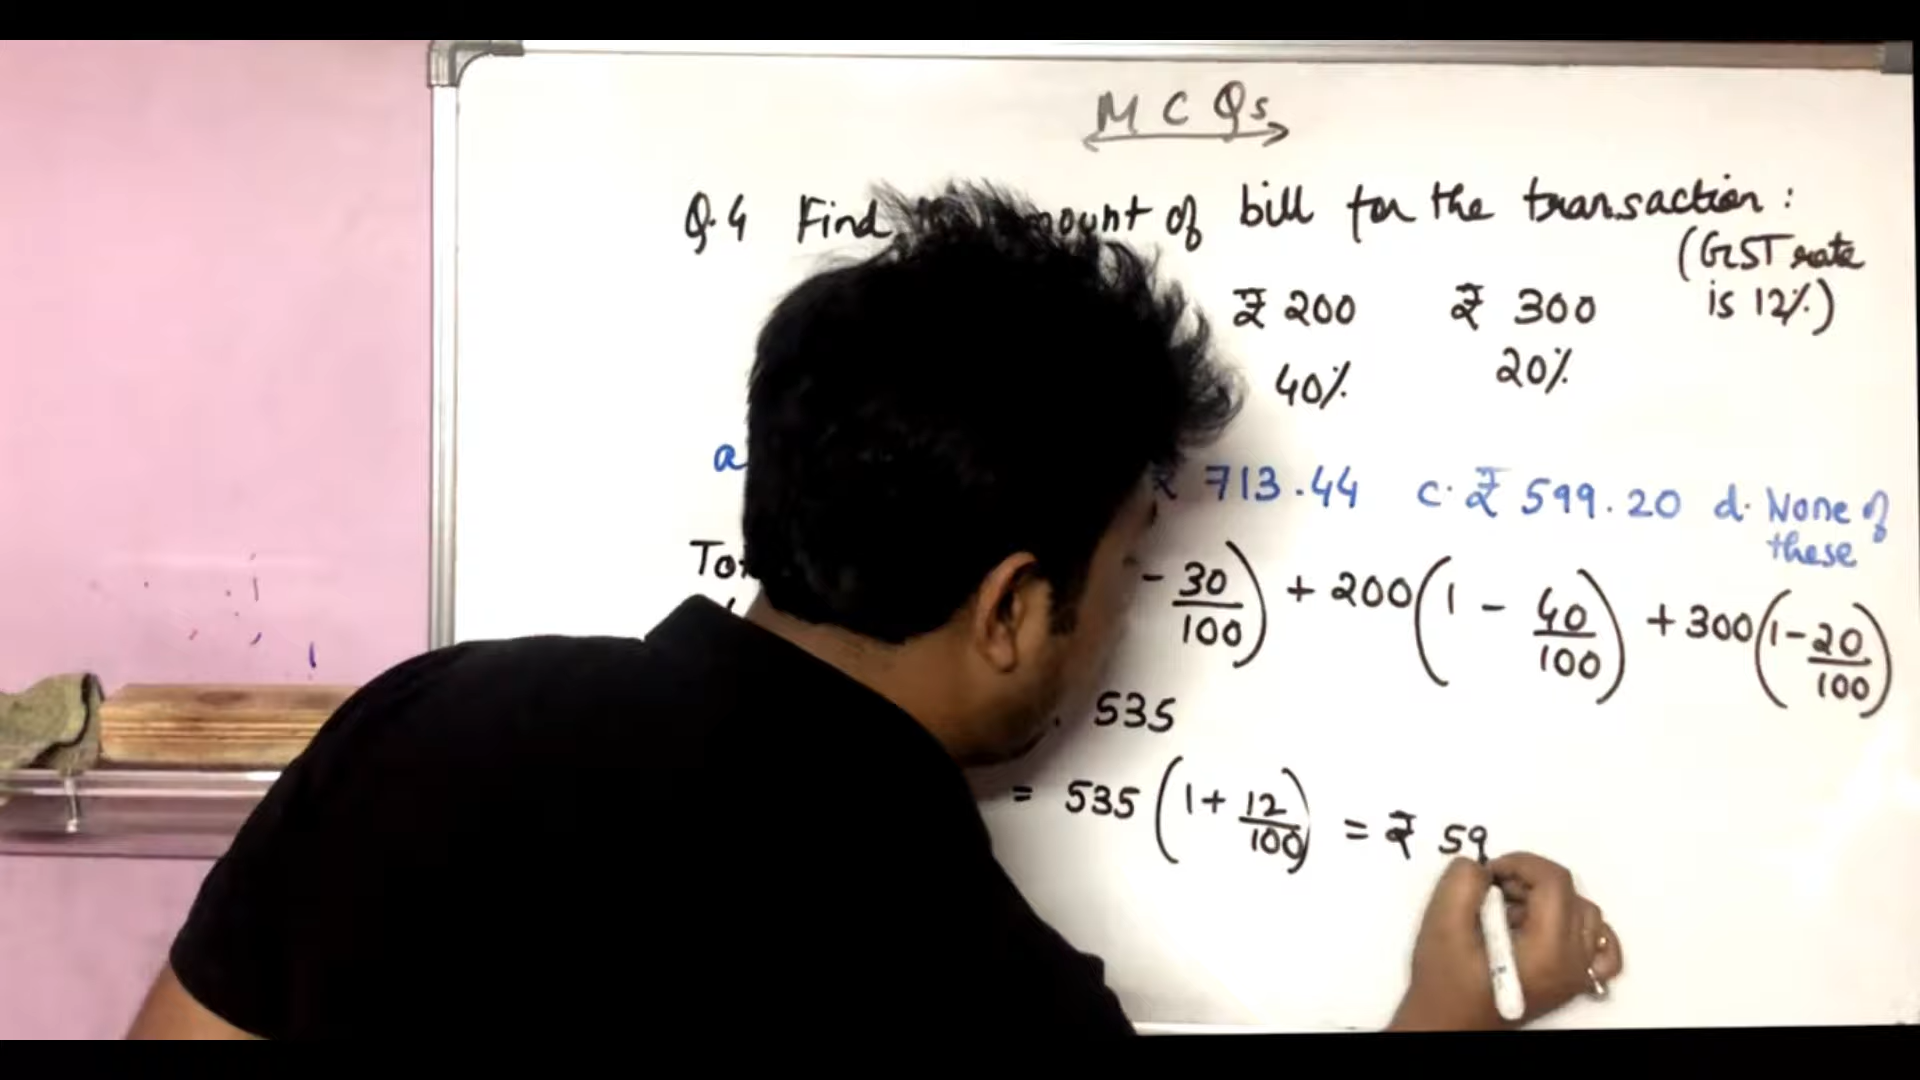 MCQs
Q.4 Find amount of bill for the transaction:
(GST rate
is 12%)
₹ 200 ₹ 300
40% 20%
a ₹ 713.44 c. ₹ 599.20 d. None of
these
- 30/100) + 200(1 - 40/100) + 300(1 - 20/100)
535
= 535 (1 + 12/100) = ₹ 59